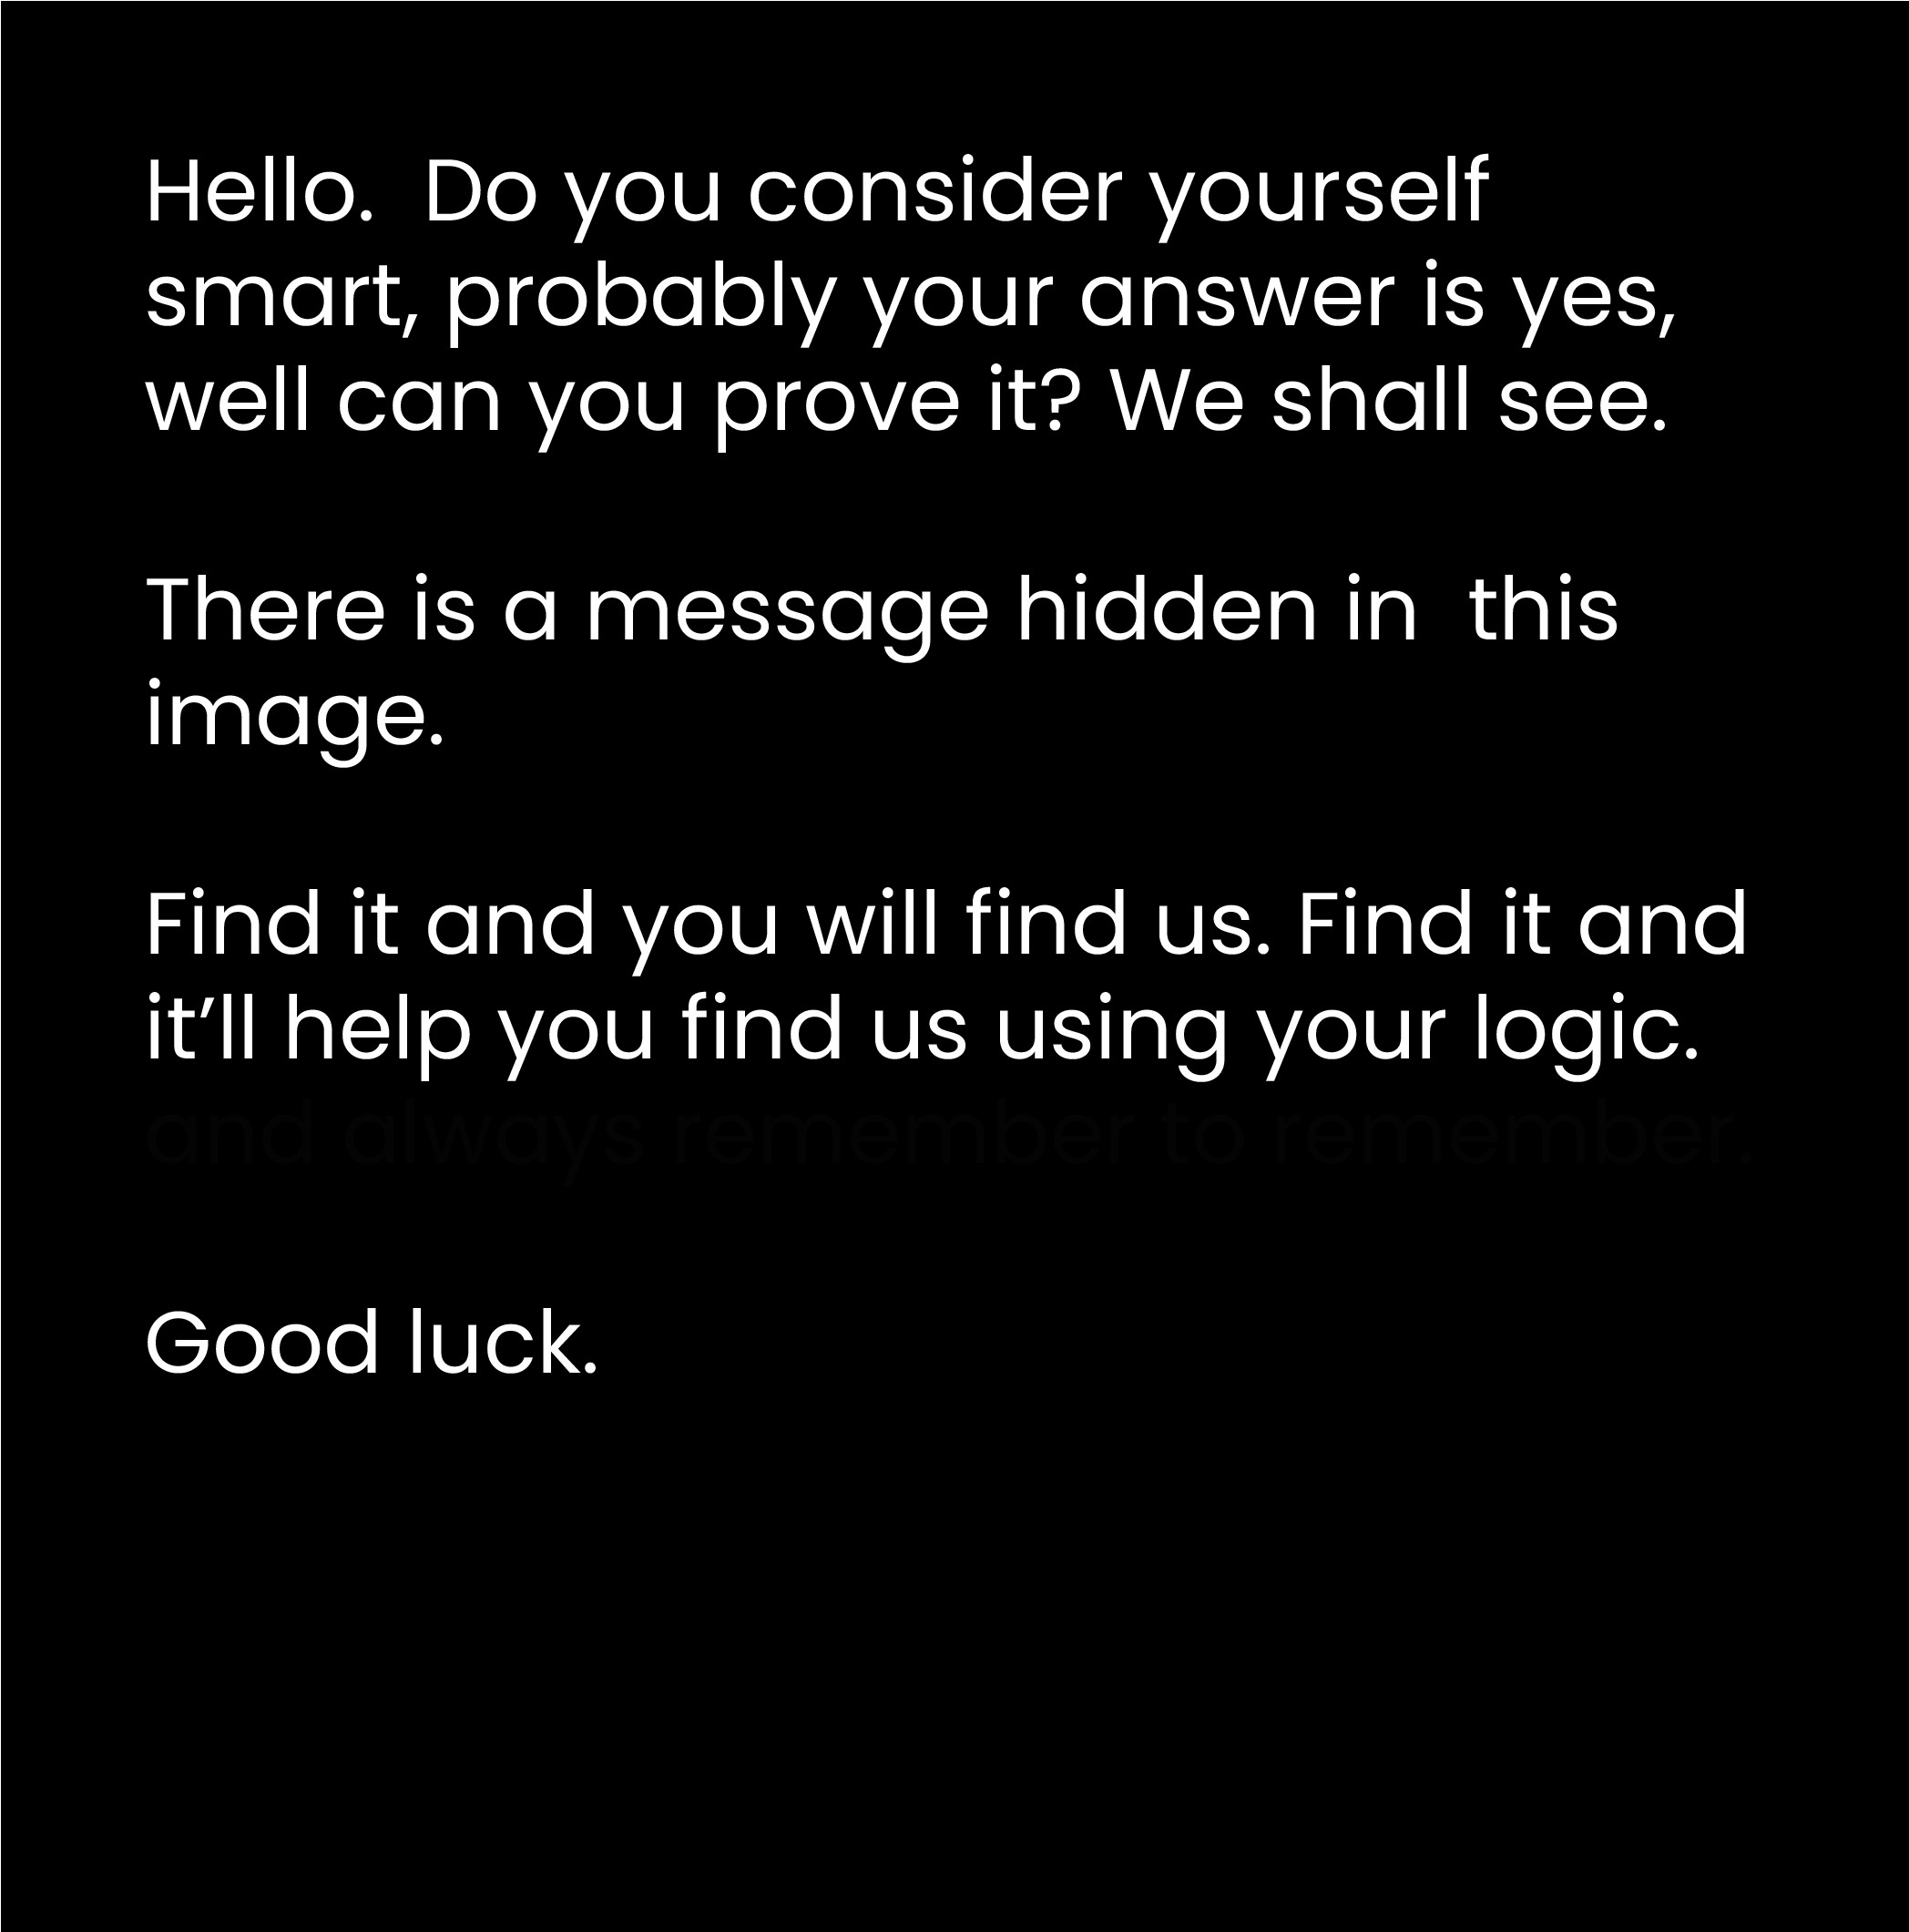 Hello.  Do you consider yourself
smart, probably your answer is yes,
well can you prove it? We shall see.
There is a message hidden in  this
image.
Find it and you will find us. Find it and
it’ll help you find us using your logic.
and always remember to remember.
Good luck.